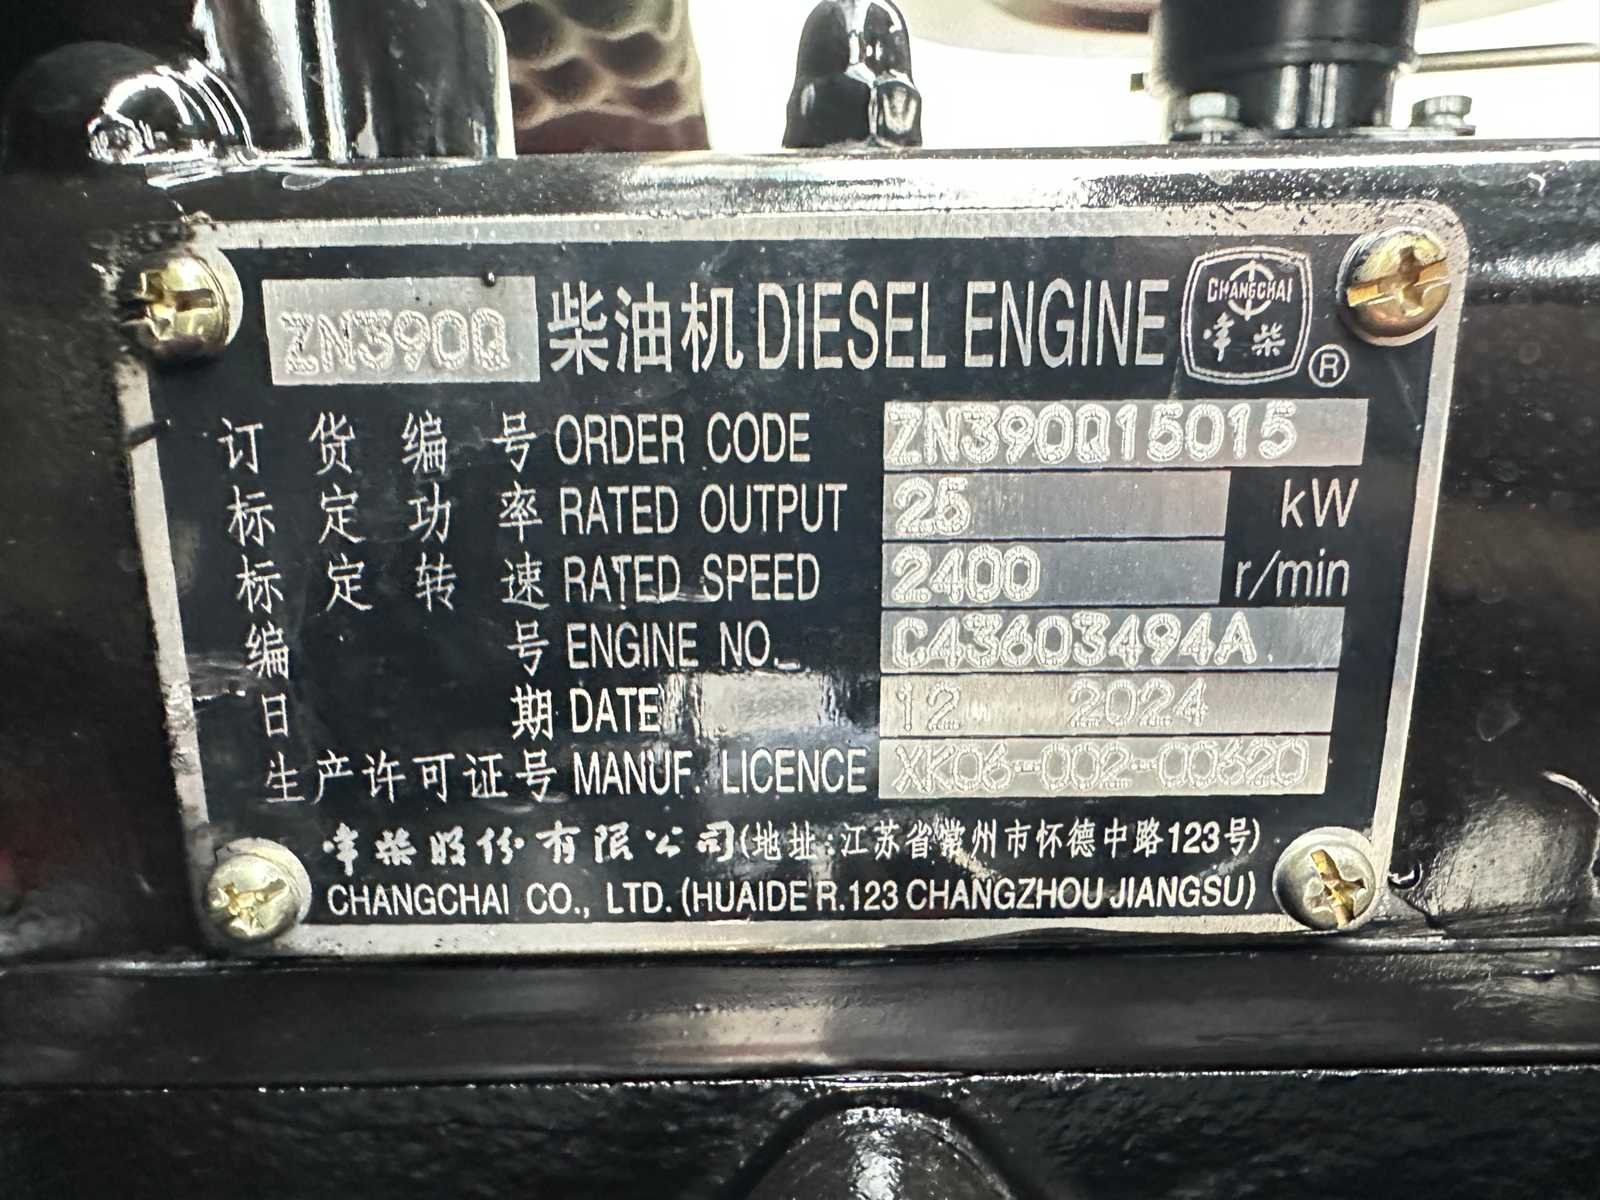 ZN390Q 柴油机 DIESEL ENGINE CHANGCHAI 常柴 ®
订货编号 ORDER CODE ZN390Q15015
标定功率 RATED OUTPUT 25 kW
标定转速 RATED SPEED 2400 r/min
编号 ENGINE NO. C43603494A
日期 DATE 12 2024
生产许可证号 MANUF. LICENCE XK06-002-00620
常柴股份有限公司(地址:江苏省常州市怀德中路123号)
CHANGCHAI CO., LTD. (HUAIDE R.123 CHANGZHOU JIANGSU)